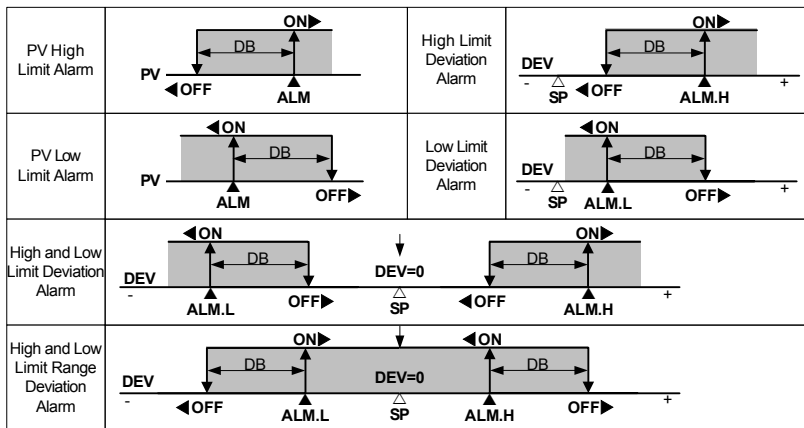 PV High
Limit Alarm
ON
DB
PV
OFF
ALM
High Limit
Deviation
Alarm
ON
DB
DEV
-
SP
OFF
ALM.H
+
PV Low
Limit Alarm
ON
DB
PV
ALM
OFF
Low Limit
Deviation
Alarm
ON
DB
DEV
-
SP
ALM.L
OFF
+
High and Low
Limit Deviation
Alarm
ON
DB
DEV
-
ALM.L
OFF
DEV=0
SP
ON
DB
OFF
ALM.H
+
High and Low
Limit Range
Deviation
Alarm
ON
DB
DEV
-
OFF
ALM.L
DEV=0
SP
ON
DB
ALM.H
OFF
+